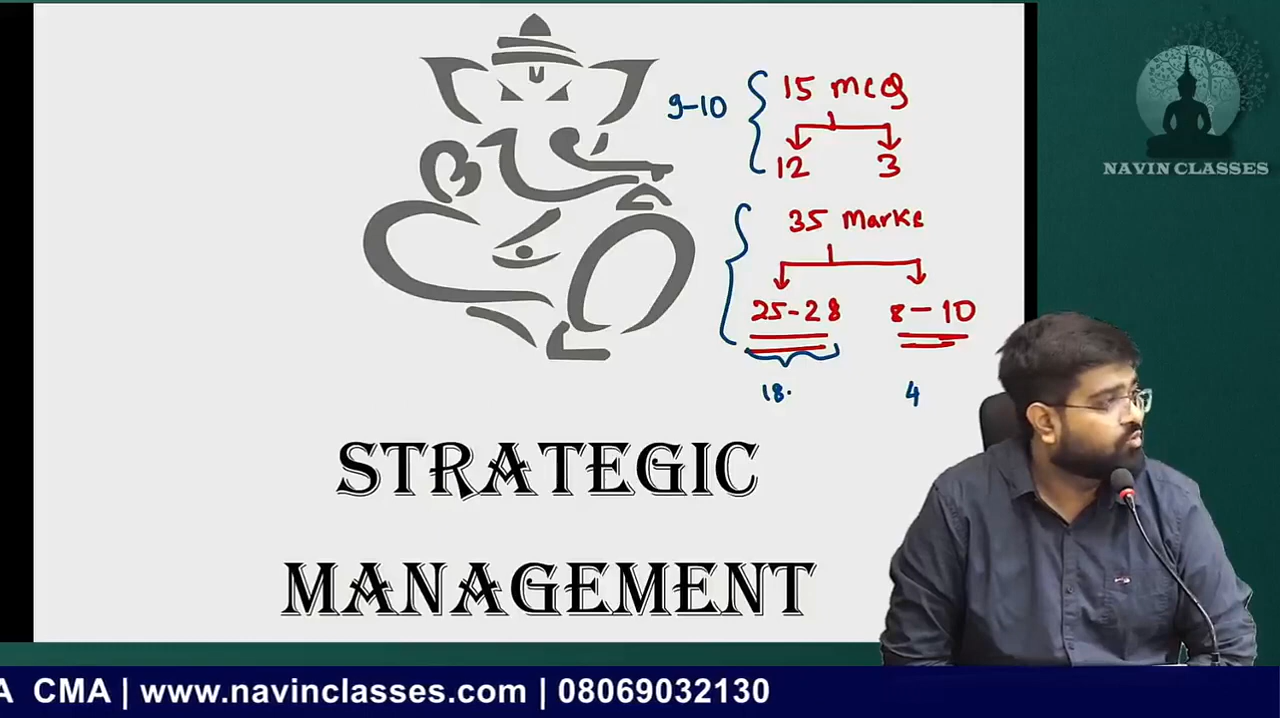 9-10
15 MCQ
12 3
35 Marks
25-28 8-10
18. 4
NAVIN CLASSES
STRATEGIC
MANAGEMENT
A CMA | www.navinclasses.com | 08069032130